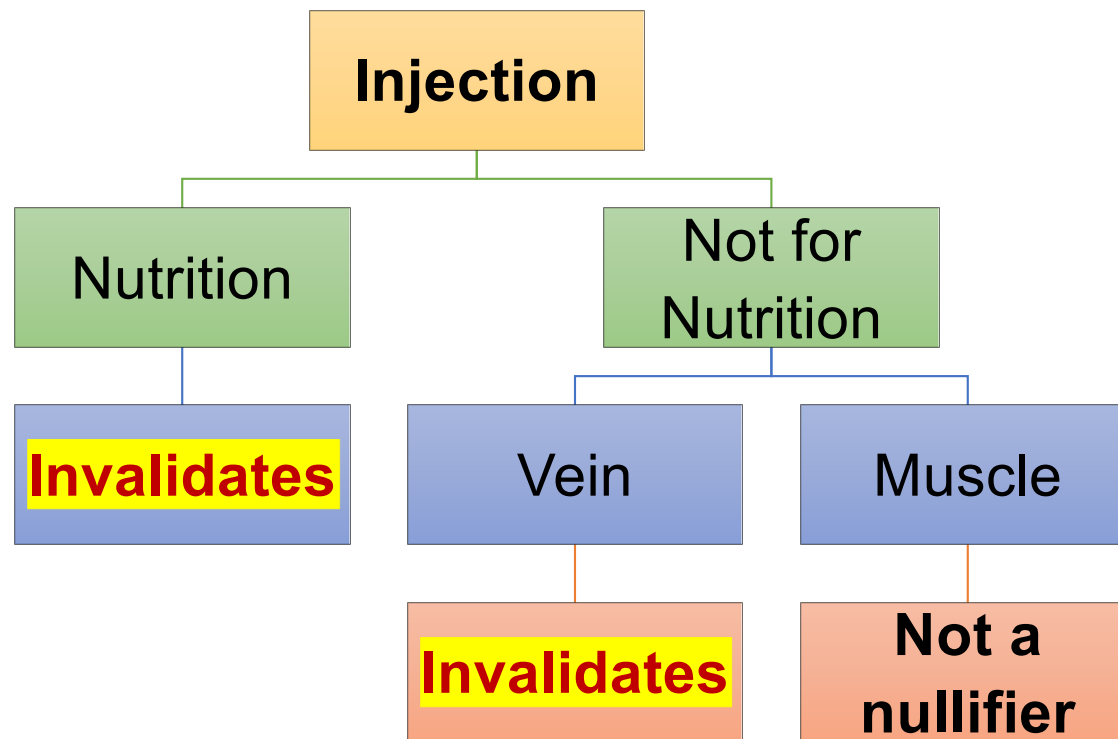 Injection
Nutrition
Not for
Nutrition
Invalidates
Vein
Muscle
Invalidates
Not a
nullifier